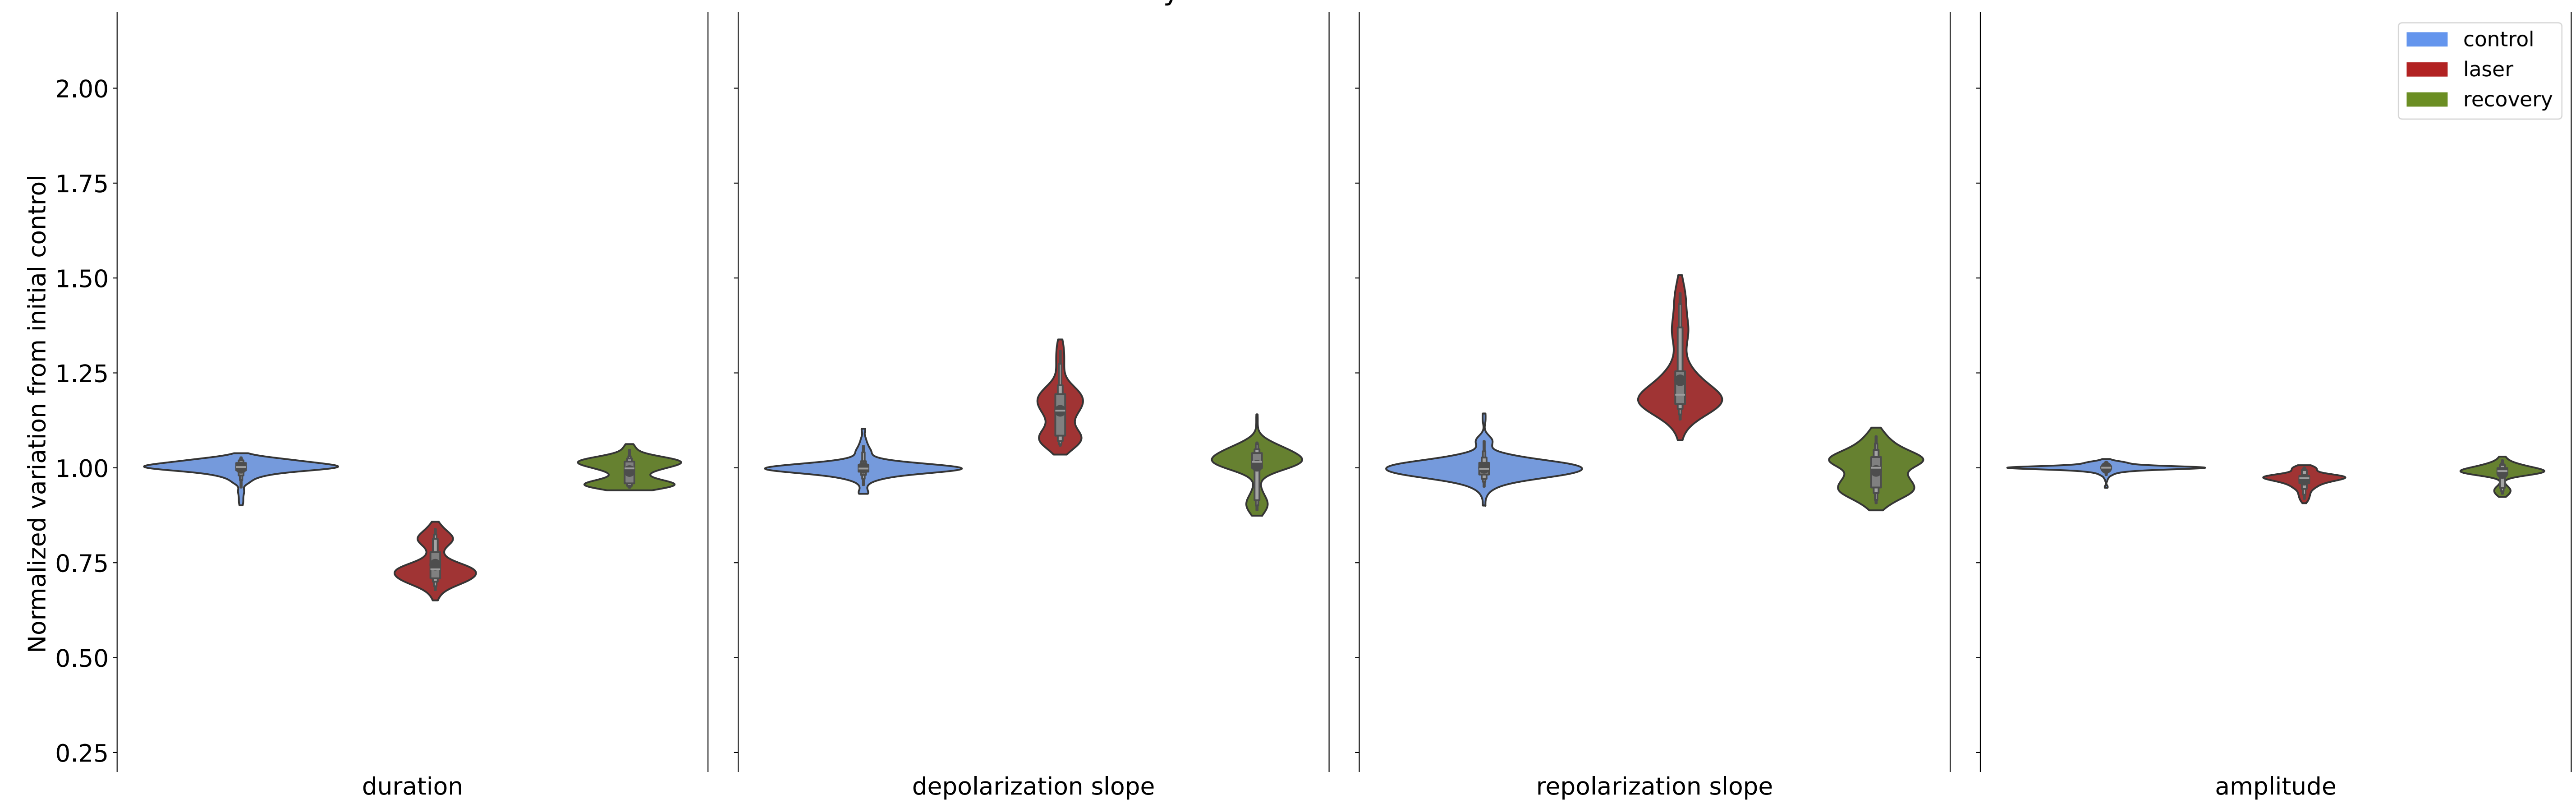 Normalized variation from initial control
2.00
1.75
1.50
1.25
1.00
0.75
0.50
0.25
duration
depolarization slope
repolarization slope
amplitude
control
laser
recovery